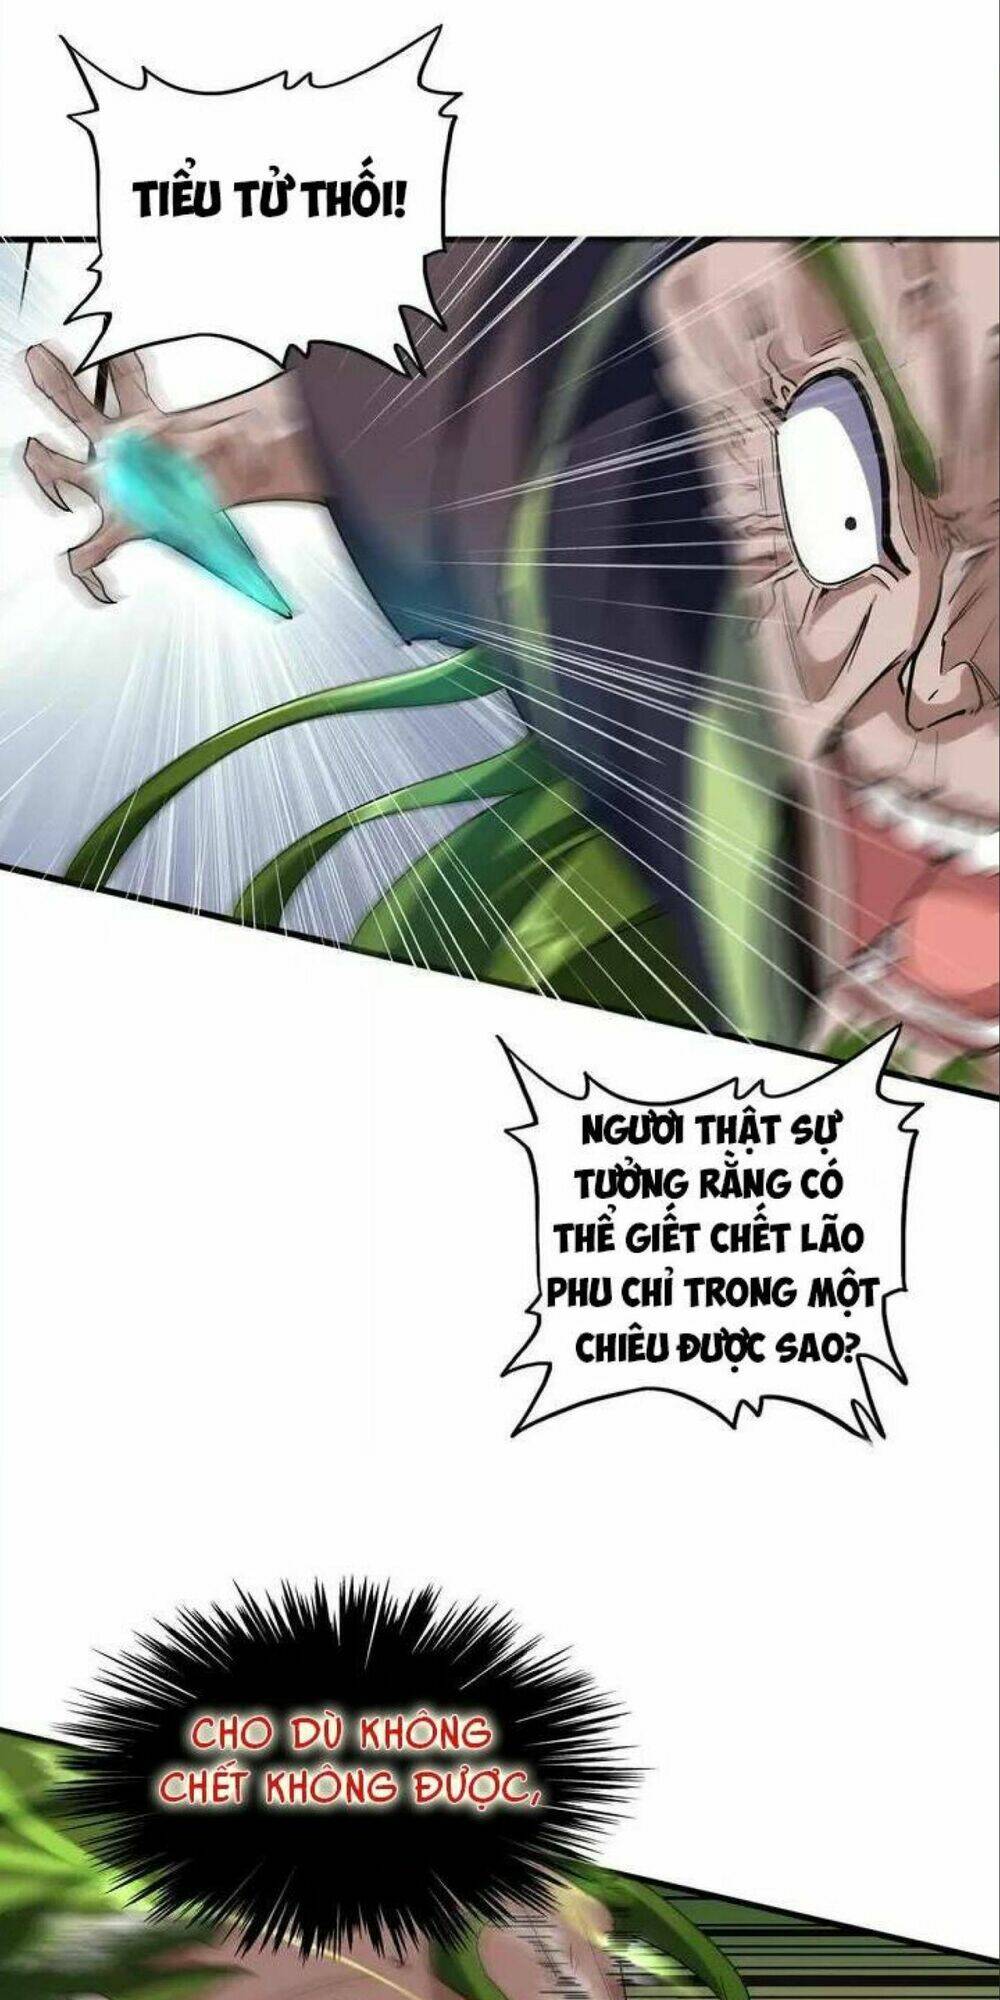 TIỂU TỬ THỐI!
NGƯƠI THẬT SỰ
TƯỞNG RẰNG CÓ
THỂ GIẾT CHẾT LÃO
PHU CHỈ TRONG MỘT
CHIÊU ĐƯỢC SAO?
CHO DÙ KHÔNG
CHẾT KHÔNG ĐƯỢC,